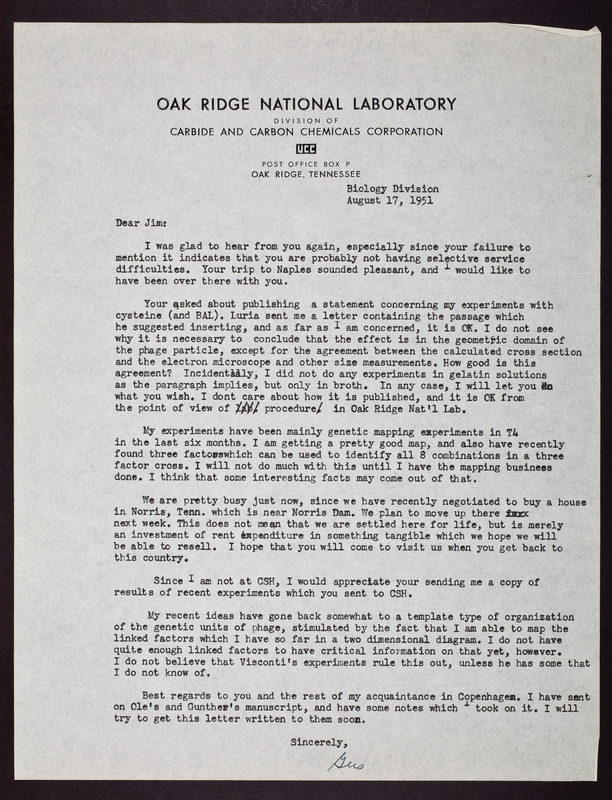 OAK RIDGE NATIONAL LABORATORY
DIVISION OF
CARBIDE AND CARBON CHEMICALS CORPORATION
UCC
POST OFFICE BOX P
OAK RIDGE, TENNESSEE
Biology Division
August 17, 1951
Dear Jim:
I was glad to hear from you again, especially since your failure to
mention it indicates that you are probably not having selective service
difficulties. Your trip to Naples sounded pleasant, and I would like to
have been over there with you.
Your asked about publishing a statement concerning my experiments with
cysteine (and BAL). Luria sent me a letter containing the passage which
he suggested inserting, and as far as I am concerned, it is OK. I do not see
why it is necessary to conclude that the effect is in the geometric domain of
the phage particle, except for the agreement between the calculated cross section
and the electron microscope and other size measurements. How good is this
agreement? Incidentally, I did not do any experiments in gelatin solutions
as the paragraph implies, but only in broth. In any case, I will let you do
what you wish. I dont care about how it is published, and it is OK from
the point of view of procedure, in Oak Ridge Nat'l Lab.
My experiments have been mainly genetic mapping experiments in T4
in the last six months. I am getting a pretty good map, and also have recently
found three factorswhich can be used to identify all 8 combinations in a three
factor cross. I will not do much with this until I have the mapping business
done. I think that some interesting facts may come out of that.
We are pretty busy just now, since we have recently negotiated to buy a house
in Norris, Tenn. which is near Norris Dam. We plan to move up there
next week. This does not mean that we are settled here for life, but is merely
an investment of rent expenditure in something tangible which we hope we will
be able to resell. I hope that you will come to visit us when you get back to
this country.
Since I am not at CSH, I would appreciate your sending me a copy of
results of recent experiments which you sent to CSH.
My recent ideas have gone back somewhat to a template type of organization
of the genetic units of phage, stimulated by the fact that I am able to map the
linked factors which I have so far in a two dimensional diagram. I do not have
quite enough linked factors to have critical information on that yet, however.
I do not believe that Visconti's experiments rule this out, unless he has some that
I do not know of.
Best regards to you and the rest of my acquaintance in Copenhagen. I have sent
on Ole's and Gunther's manuscript, and have some notes which I took on it. I will
try to get this letter written to them soon.
Sincerely,
Gus